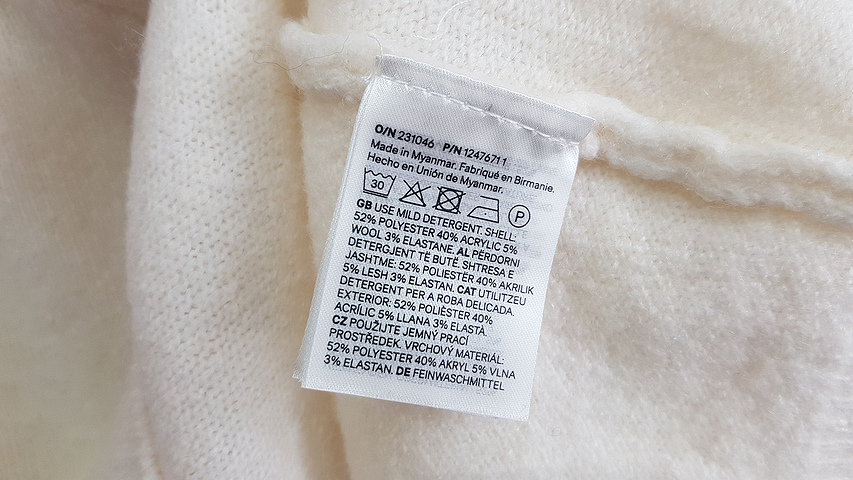 O/N 231046 P/N 1247671 1
Made in Myanmar. Fabriqué en Birmanie.
Hecho en Unión de Myanmar.
30 P
GB USE MILD DETERGENT. SHELL:
52% POLYESTER 40% ACRYLIC 5%
WOOL 3% ELASTANE. AL PËRDORNI
DETERGJENT TË BUTË. SHTRESA E
JASHTME: 52% POLIESTËR 40% AKRILIK
5% LESH 3% ELASTAN. CAT UTILITZEU
DETERGENT PER A ROBA DELICADA.
EXTERIOR: 52% POLIÈSTER 40%
ACRÍLIC 5% LLANA 3% ELASTÀ.
CZ POUŽIJTE JEMNÝ PRACÍ
PROSTŘEDEK. VRCHOVÝ MATERIÁL:
52% POLYESTER 40% AKRYL 5% VLNA
3% ELASTAN. DE FEINWASCHMITTEL